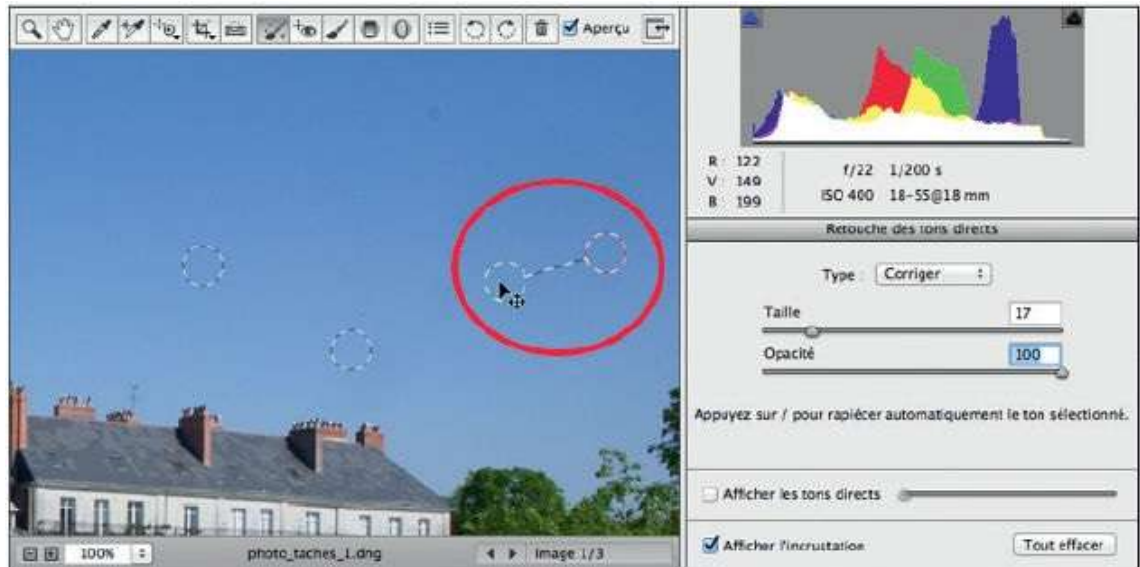 Aperçu
R : 122
V : 149
B : 199
f/22 1/200 s
ISO 400 18-55@18 mm
Retouche des tons directs
Type : Corriger
Taille 17
Opacité 100
Appuyez sur / pour rapiécer automatiquement le ton sélectionné.
Afficher les tons directs
Afficher l'incrustation Tout effacer
100% photo_taches_1.dng Image 1/3